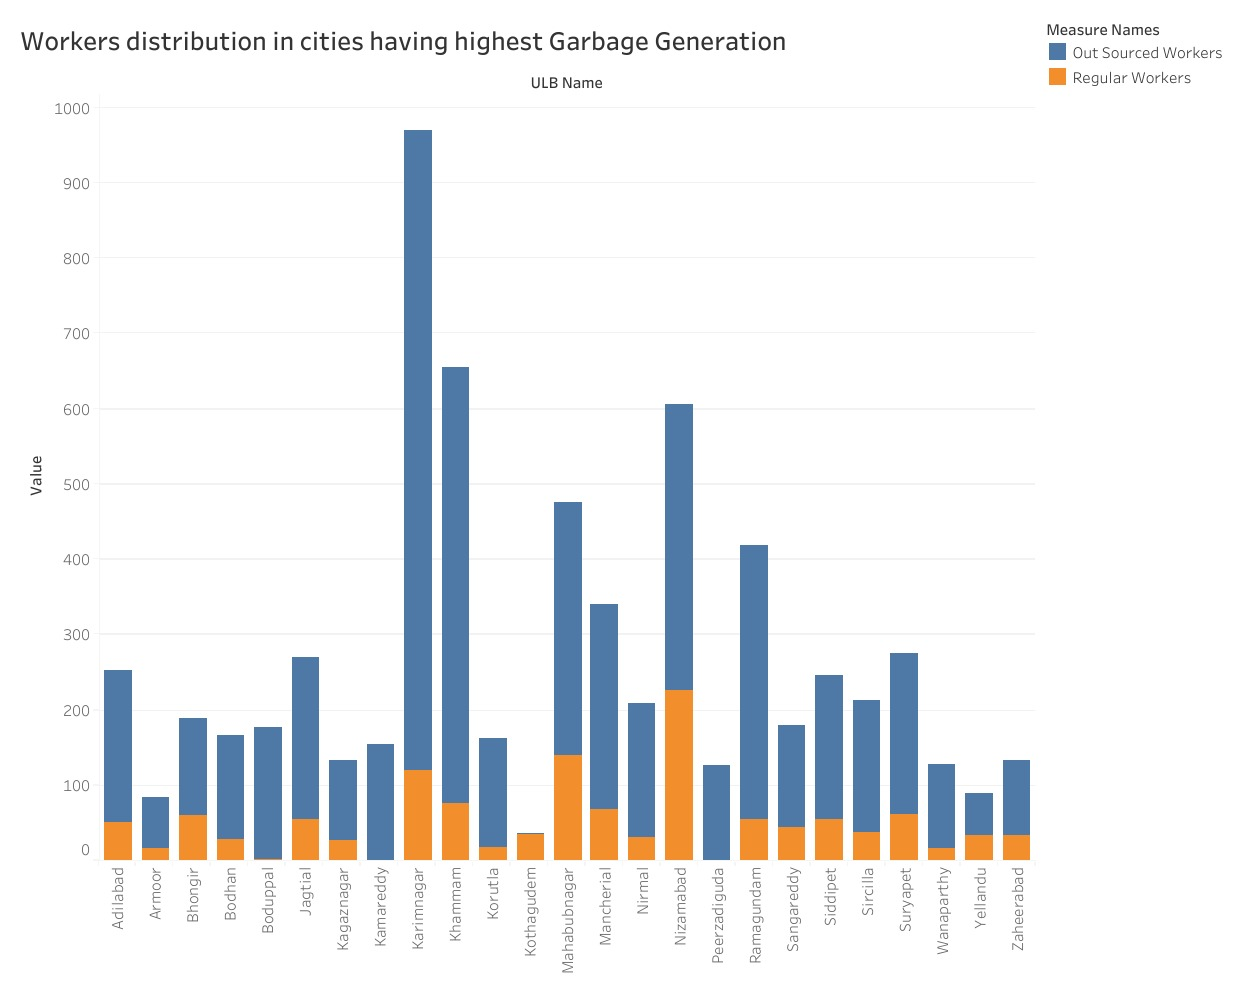 Workers distribution in cities having highest Garbage Generation
Measure Names
Out Sourced Workers
Regular Workers
ULB Name
1000
900
800
700
600
500
400
300
200
100
0
Value
Adilabad
Armoor
Bhongir
Bodhan
Boduppal
Jagtial
Kagaznagar
Kamareddy
Karimnagar
Khammam
Korutla
Kothagudem
Mahabubnagar
Mancherial
Nirmal
Nizamabad
Peerzadiguda
Ramagundam
Sangareddy
Siddipet
Sircilla
Suryapet
Wanaparthy
Yellandu
Zaheerabad